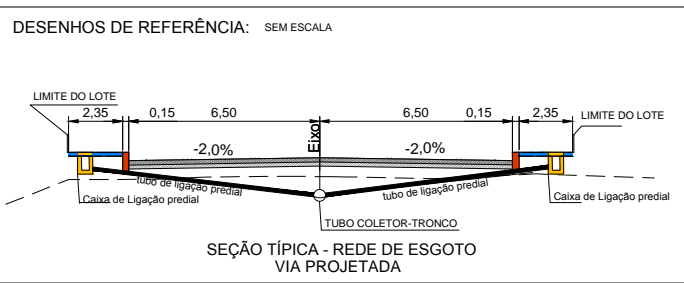 DESENHOS DE REFERÊNCIA: SEM ESCALA
LIMITE DO LOTE
2,35 0,15 6,50 6,50 0,15 2,35
LIMITE DO LOTE
Eixo
-2,0% -2,0%
tubo de ligação predial tubo de ligação predial
Caixa de Ligação predial Caixa de Ligação predial
TUBO COLETOR-TRONCO
SEÇÃO TÍPICA - REDE DE ESGOTO
VIA PROJETADA